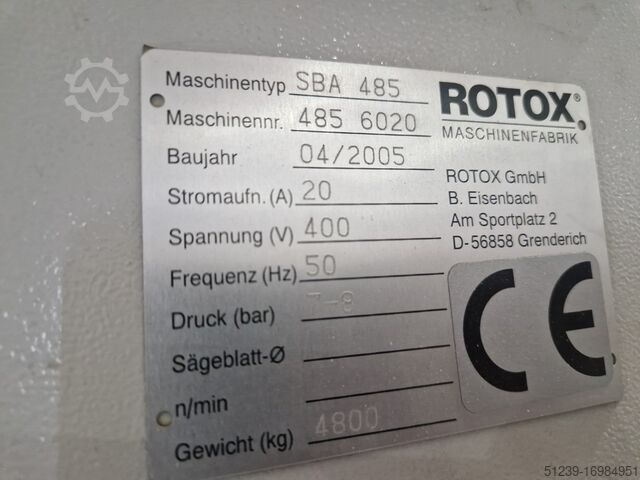 Maschinentyp SBA 485
Maschinennr. 485 6020
Baujahr 04/2005
Stromaufn. (A) 20
Spannung (V) 400
Frequenz (Hz) 50
Druck (bar) 7-8
Sägeblatt-Ø
n/min
Gewicht (kg) 4800
ROTOX®
MASCHINENFABRIK
ROTOX GmbH
B. Eisenbach
Am Sportplatz 2
D-56858 Grenderich
CE
51239-16984951